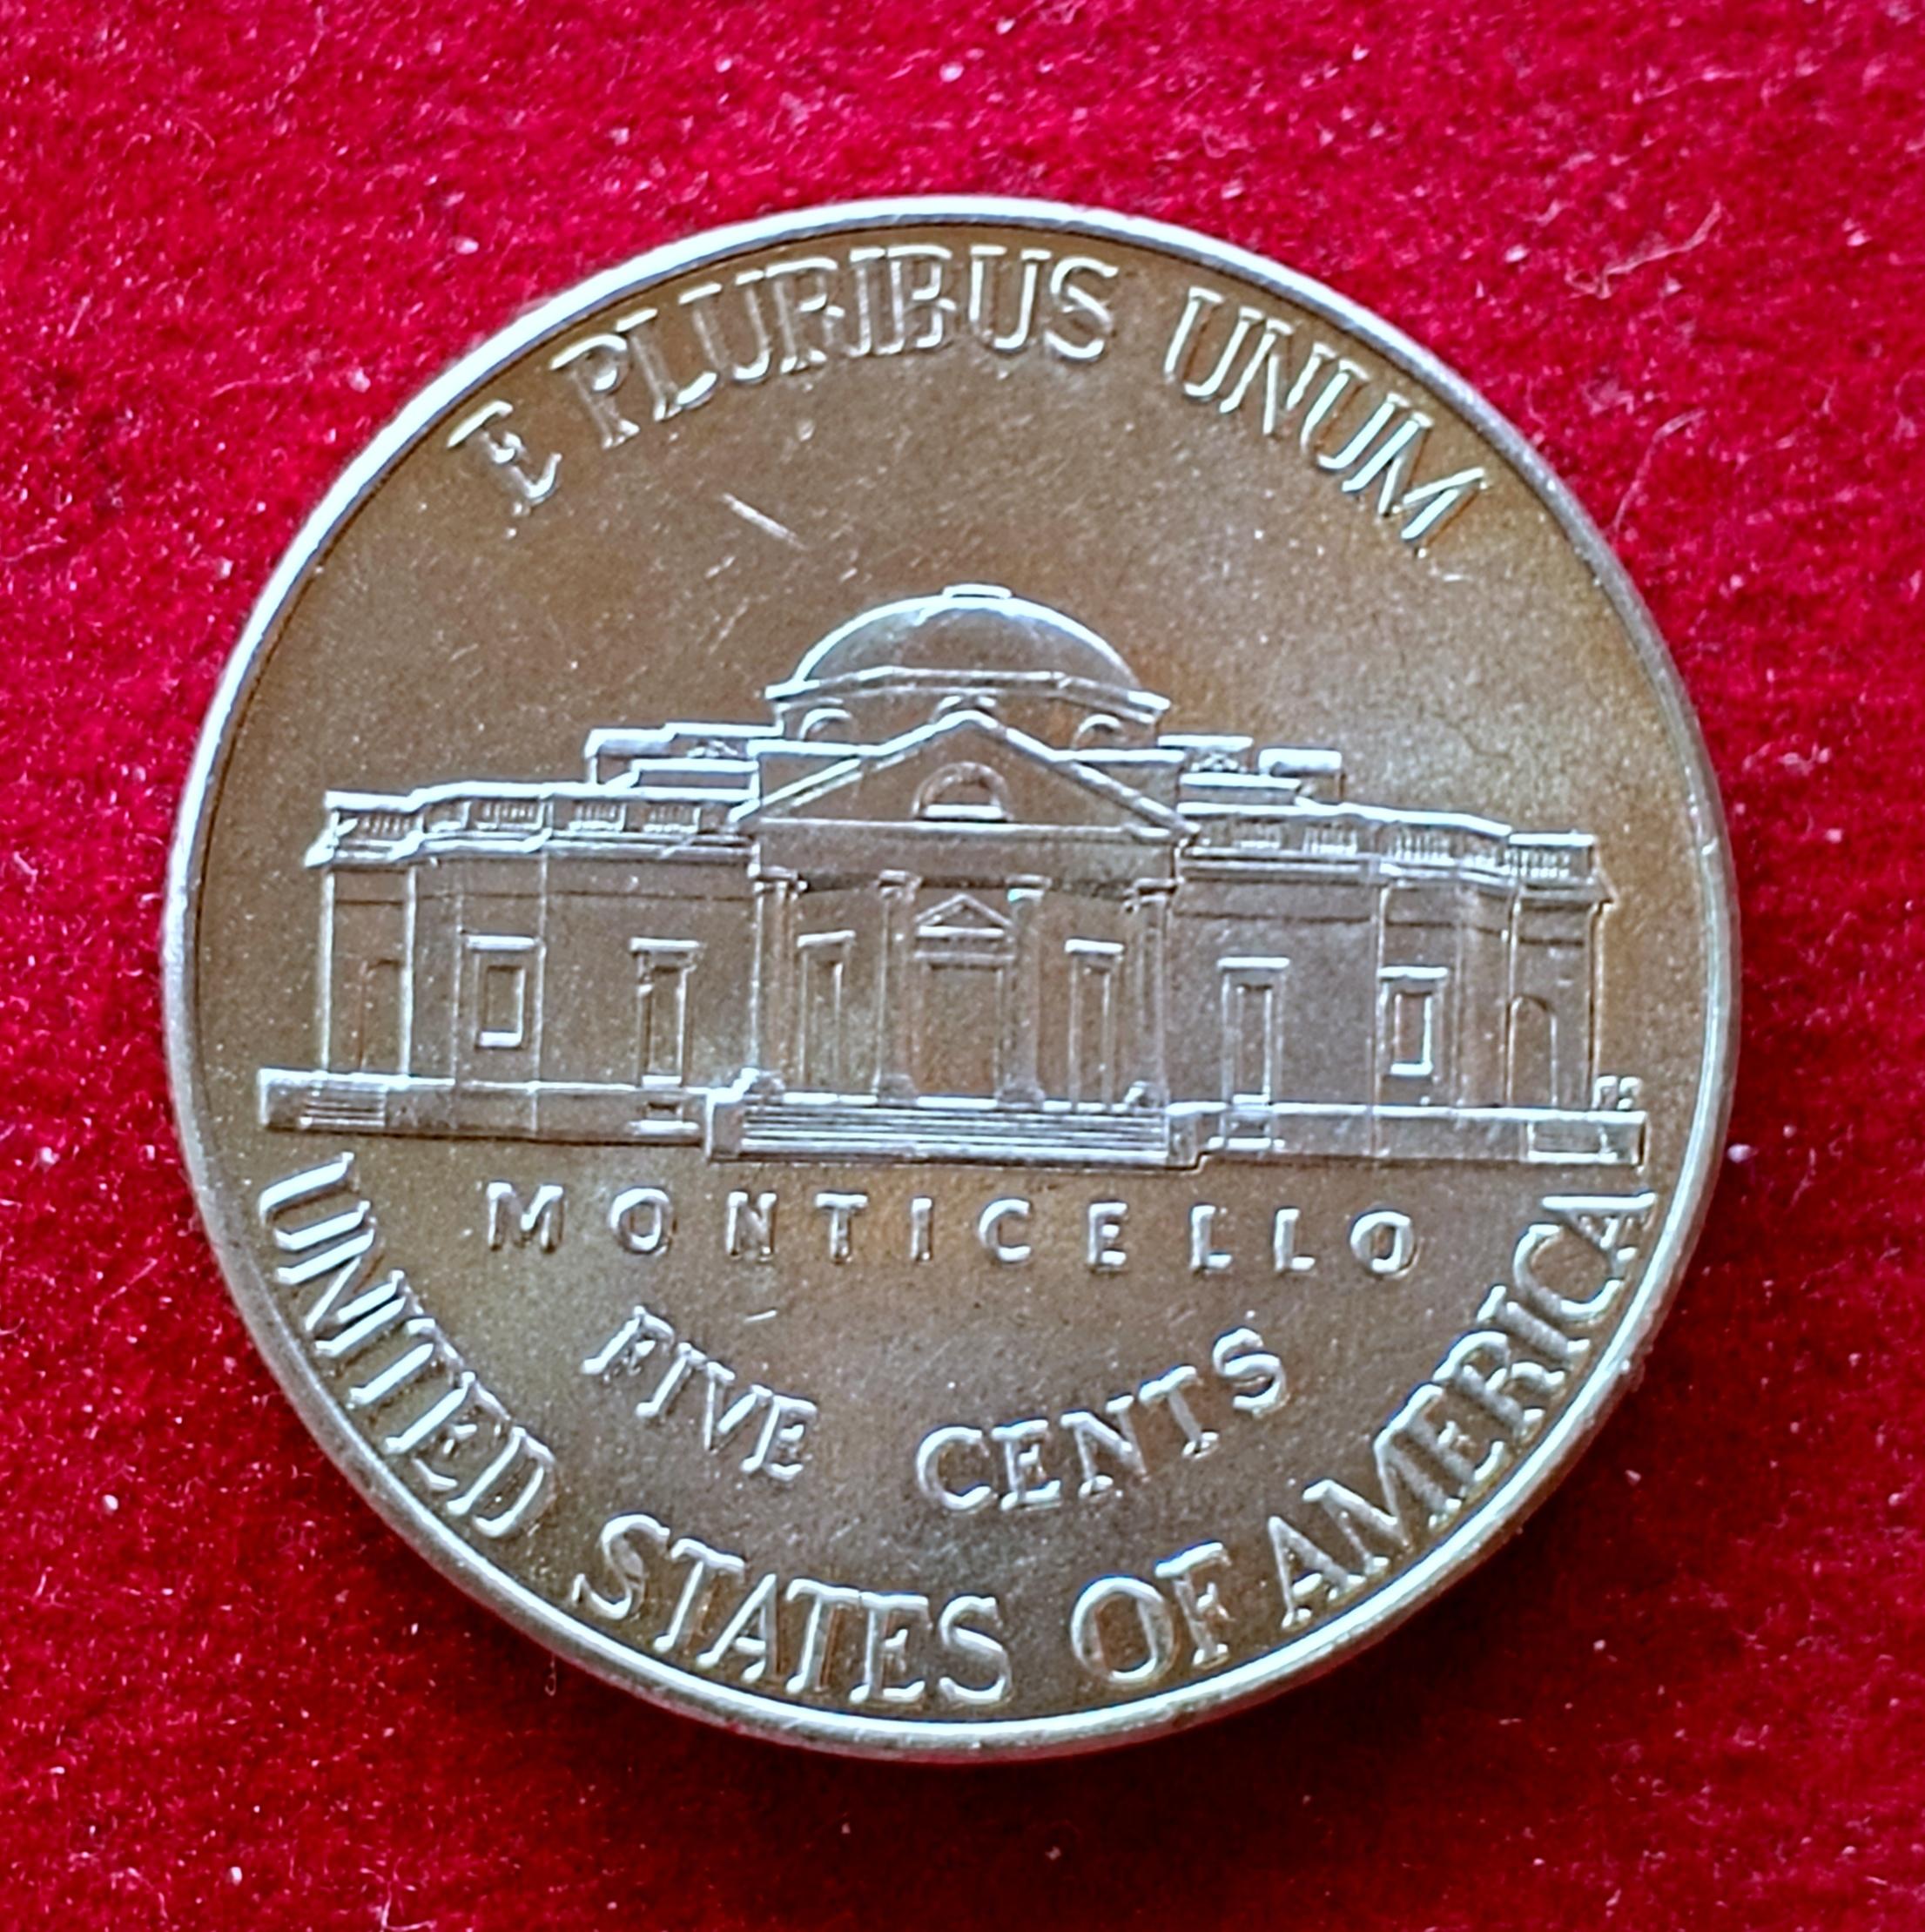 E PLURIBUS UNUM
MONTICELLO
FIVE CENTS
UNITED STATES OF AMERICA